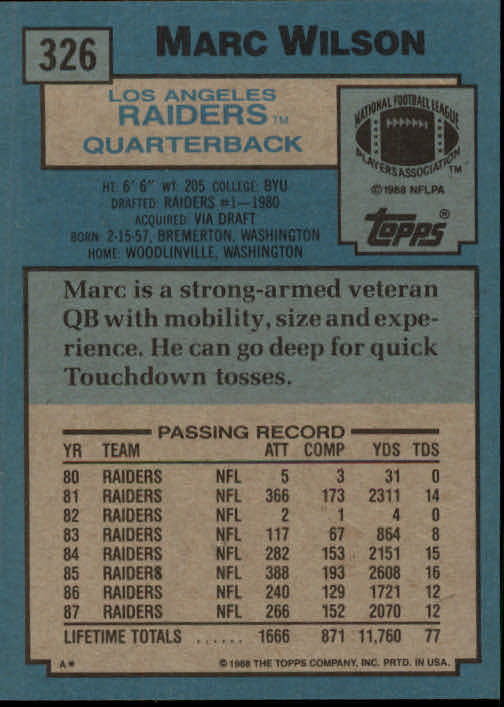 326
MARC WILSON
LOS ANGELES
RAIDERS TM
QUARTERBACK
NATIONAL FOOTBALL LEAGUE
PLAYERS ASSOCIATION TM
©1988 NFLPA
TOPPS®
HT: 6'6" WT: 205 COLLEGE: BYU
DRAFTED: RAIDERS #1—1980
ACQUIRED: VIA DRAFT
BORN: 2-15-57, BREMERTON, WASHINGTON
HOME: WOODLINVILLE, WASHINGTON
Marc is a strong-armed veteran
QB with mobility, size and expe-
rience. He can go deep for quick
Touchdown tosses.
PASSING RECORD
YR TEAM ATT COMP YDS TDS
80 RAIDERS NFL 5 3 31 0
81 RAIDERS NFL 366 173 2311 14
82 RAIDERS NFL 2 1 4 0
83 RAIDERS NFL 117 67 864 8
84 RAIDERS NFL 282 153 2151 15
85 RAIDERS NFL 388 193 2608 16
86 RAIDERS NFL 240 129 1721 12
87 RAIDERS NFL 266 152 2070 12
LIFETIME TOTALS ...... 1666 871 11,760 77
A* ©1988 THE TOPPS COMPANY, INC. PRTD. IN USA.